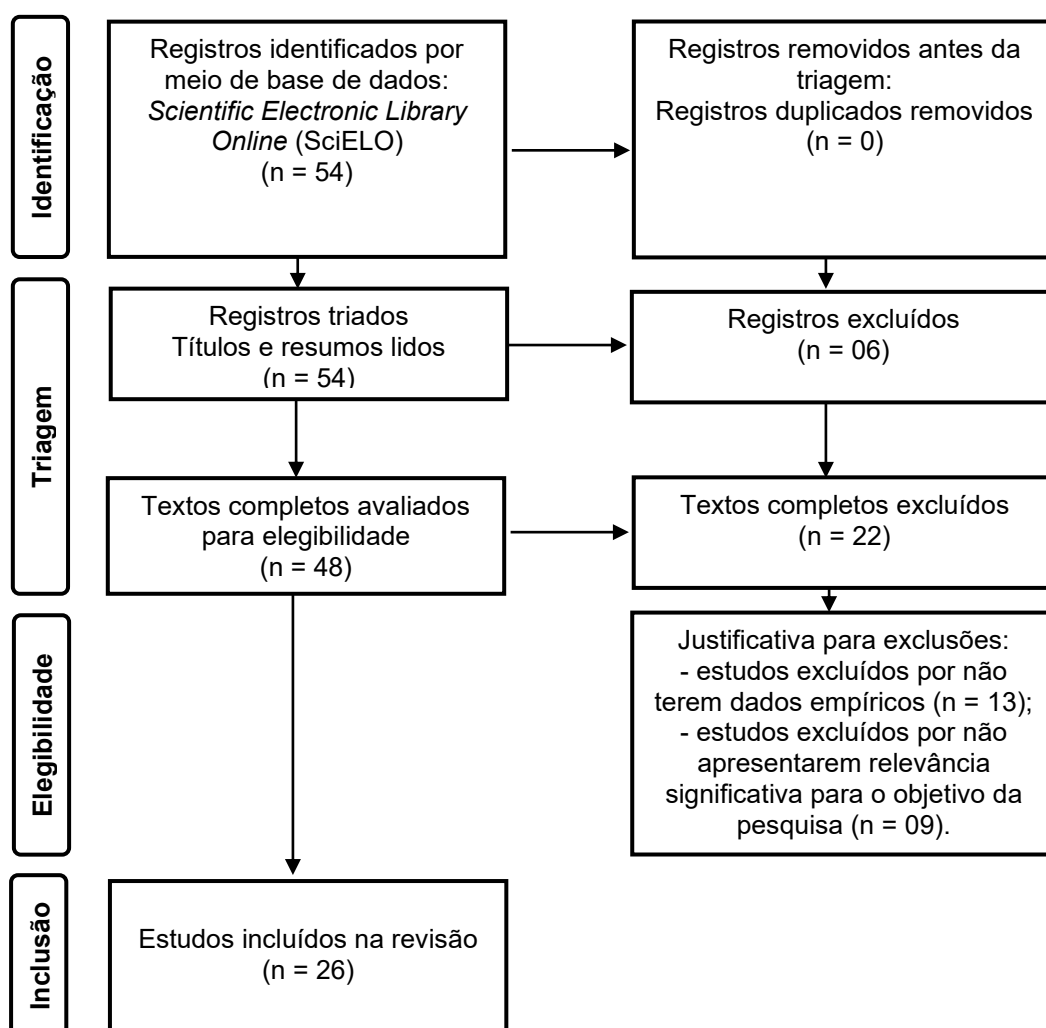 Identificação
Registros identificados por
meio de base de dados:
Scientific Electronic Library
Online (SciELO)
(n = 54)
Registros removidos antes da
triagem:
Registros duplicados removidos
(n = 0)
Triagem
Registros triados
Títulos e resumos lidos
(n = 54)
Registros excluídos
(n = 06)
Textos completos avaliados
para elegibilidade
(n = 48)
Textos completos excluídos
(n = 22)
Elegibilidade
Justificativa para exclusões:
- estudos excluídos por não
terem dados empíricos (n = 13);
- estudos excluídos por não
apresentarem relevância
significativa para o objetivo da
pesquisa (n = 09).
Inclusão
Estudos incluídos na revisão
(n = 26)